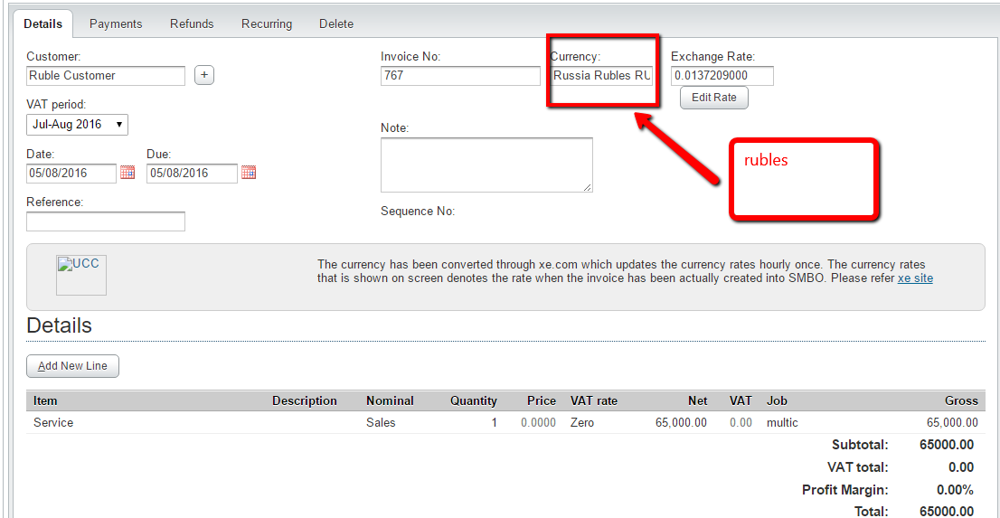 Details Payments Refunds Recurring Delete
Customer: Invoice No: Currency: Exchange Rate:
Ruble Customer + 767 Russia Rubles RU 0.0137209000
Edit Rate
VAT period:
Jul-Aug 2016
Note:
rubles
Date: Due:
05/08/2016 05/08/2016
Reference:
Sequence No:
UCC
The currency has been converted through xe.com which updates the currency rates hourly once. The currency rates
that is shown on screen denotes the rate when the invoice has been actually created into SMBO. Please refer xe site
Details
Add New Line
Item Description Nominal Quantity Price VAT rate Net VAT Job Gross
Service Sales 1 0.0000 Zero 65,000.00 0.00 multic 65,000.00
Subtotal: 65000.00
VAT total: 0.00
Profit Margin: 0.00%
Total: 65000.00